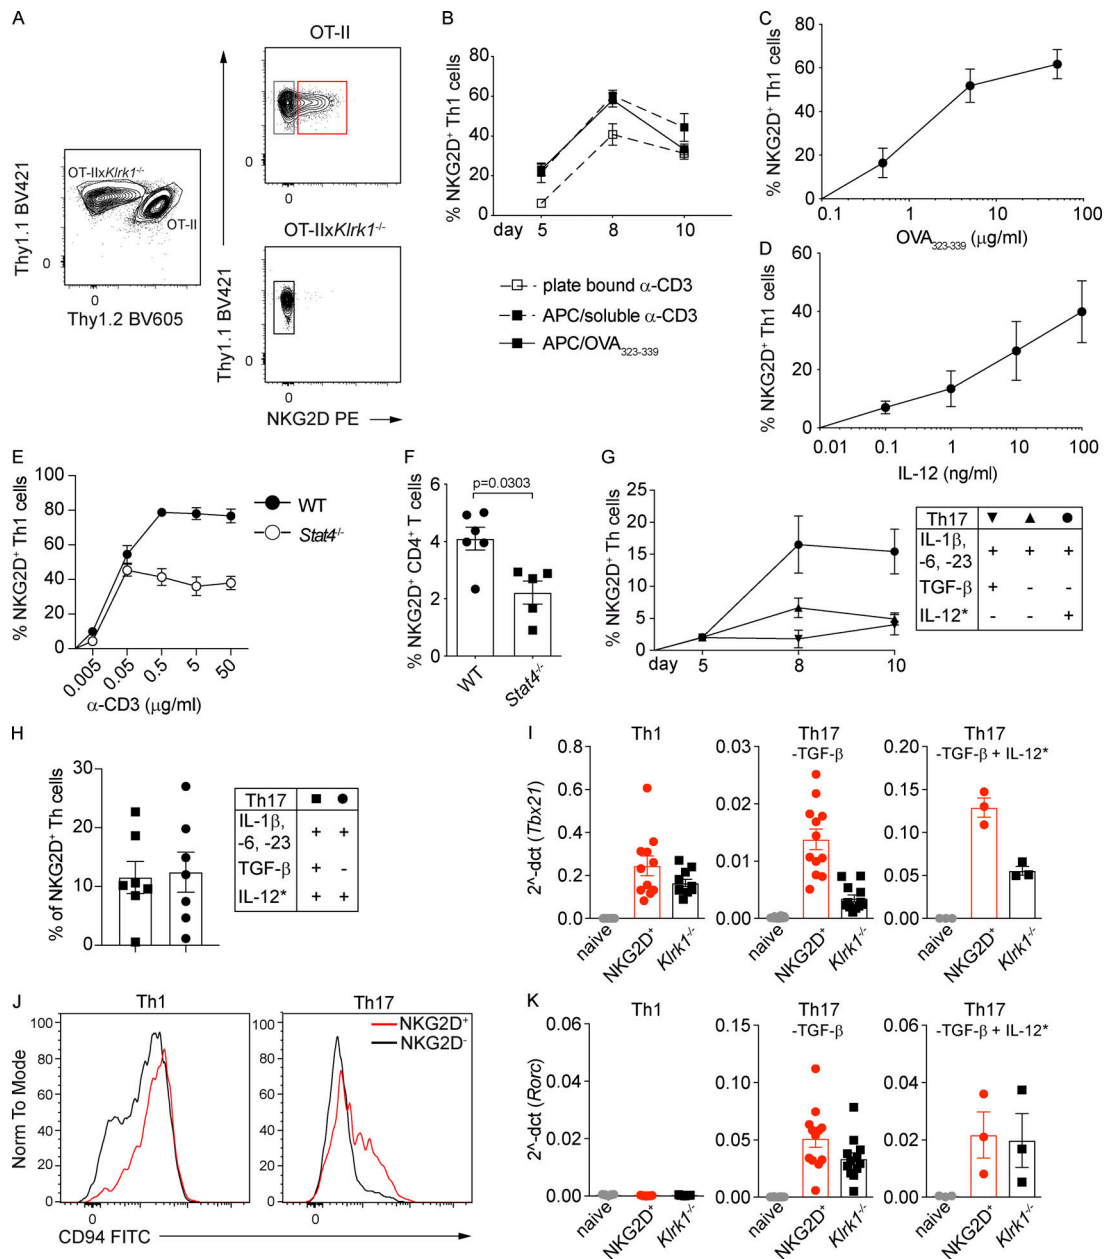 A
OT-II
Thy1.1 BV421
0
OT-IIxKlrk1-/-
OT-II
0
Thy1.2 BV605
Thy1.1 BV421
0
0
OT-IIxKlrk1-/-
0
0
NKG2D PE
B
% NKG2D+ Th1 cells
80
60
40
20
0
day 5 8 10
plate bound α-CD3
APC/soluble α-CD3
APC/OVA323-339
C
% NKG2D+ Th1 cells
80
60
40
20
0
0.1 1 10 100
OVA323-339 (μg/ml)
D
% NKG2D+ Th1 cells
60
40
20
0
0.01 0.1 1 10 100
IL-12 (ng/ml)
E
% NKG2D+ Th1 cells
100
80
60
40
20
0
0.005 0.05 0.5 5 50
α-CD3 (μg/ml)
WT
Stat4-/-
F
% NKG2D+ CD4+ T cells
p=0.0303
6
4
2
0
WT
Stat4-/-
G
% NKG2D+ Th cells
25
20
15
10
5
0
day 5 8 10
Th17 ▼ ▲ ●
IL-1β,
-6, -23 + + +
TGF-β + - -
IL-12* - - +
H
% of NKG2D+ Th cells
30
20
10
0
Th17 ■ ●
IL-1β,
-6, -23 + +
TGF-β + -
IL-12* + +
I
2^-dct (Tbx21)
Th1
0.8
0.6
0.4
0.2
0.0
naive
NKG2D+
Klrk1-/-
Th17
-TGF-β
0.03
0.02
0.01
0.00
naive
NKG2D+
Klrk1-/-
Th17
-TGF-β + IL-12*
0.20
0.15
0.10
0.05
0.00
naive
NKG2D+
Klrk1-/-
J
Norm To Mode
Th1
100
80
60
40
20
0
0
Th17
NKG2D+
NKG2D-
100
80
60
40
20
0
0
CD94 FITC
K
2^-dct (Rorc)
Th1
0.06
0.04
0.02
0.00
naive
NKG2D+
Klrk1-/-
Th17
-TGF-β
0.15
0.10
0.05
0.00
naive
NKG2D+
Klrk1-/-
Th17
-TGF-β + IL-12*
0.06
0.04
0.02
0.00
naive
NKG2D+
Klrk1-/-